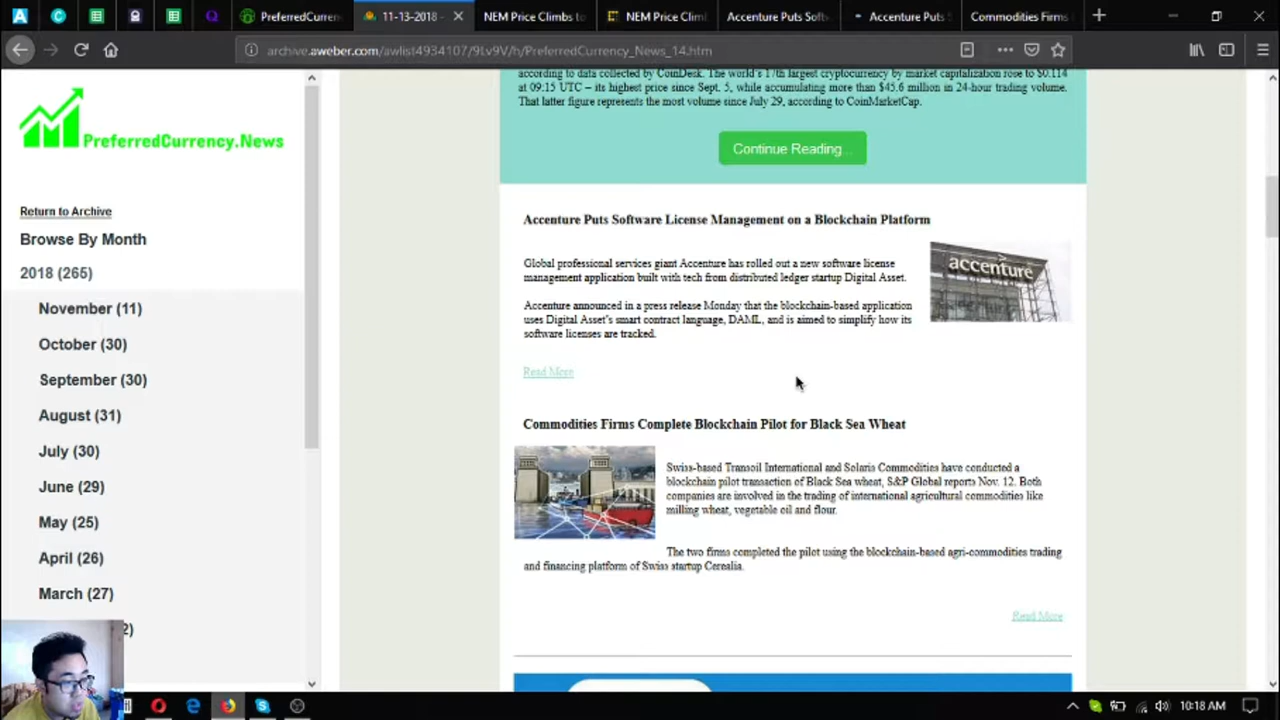 PreferredCurren
11-13-2018 -
NEM Price Climbs to
NEM Price Clim
Accenture Puts Soft
Accenture Puts
Commodities Firms
archive.aweber.com/awlist4934107/9Lv9V/h/PreferredCurrency_News_14.htm
PreferredCurrency.News
Return to Archive
Browse By Month
2018 (265)
November (11)
October (30)
September (30)
August (31)
July (30)
June (29)
May (25)
April (26)
March (27)
2)
according to data collected by CoinDesk. The world's 17th largest cryptocurrency by market capitalization rose to $0.114
at 09:15 UTC – its highest price since Sept. 5, while accumulating more than $45.6 million in 24-hour trading volume.
That latter figure represents the most volume since July 29, according to CoinMarketCap.
Continue Reading...
Accenture Puts Software License Management on a Blockchain Platform
Global professional services giant Accenture has rolled out a new software license
management application built with tech from distributed ledger startup Digital Asset.
Accenture announced in a press release Monday that the blockchain-based application
uses Digital Asset's smart contract language, DAML, and is aimed to simplify how its
software licenses are tracked.
accenture
Read More
Commodities Firms Complete Blockchain Pilot for Black Sea Wheat
Swiss-based Transoil International and Solaris Commodities have conducted a
blockchain pilot transaction of Black Sea wheat, S&P Global reports Nov. 12. Both
companies are involved in the trading of international agricultural commodities like
milling wheat, vegetable oil and flour.
The two firms completed the pilot using the blockchain-based agri-commodities trading
and financing platform of Swiss startup Cerealia.
Read More
10:18 AM